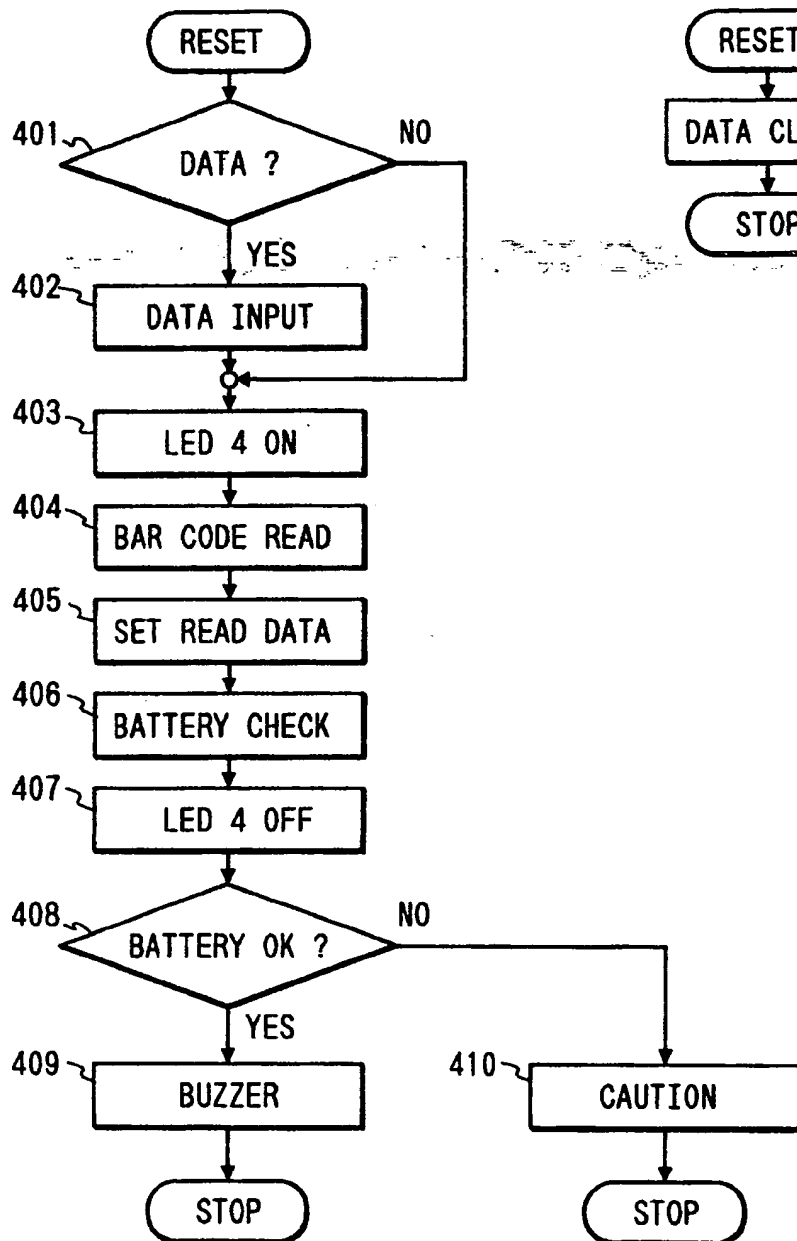 RESET
401
DATA ?
NO
YES
402
DATA INPUT
403
LED 4 ON
404
BAR CODE READ
405
SET READ DATA
406
BATTERY CHECK
407
LED 4 OFF
408
BATTERY OK ?
NO
YES
409
BUZZER
STOP
410
CAUTION
STOP
RESET
DATA CL
STOP